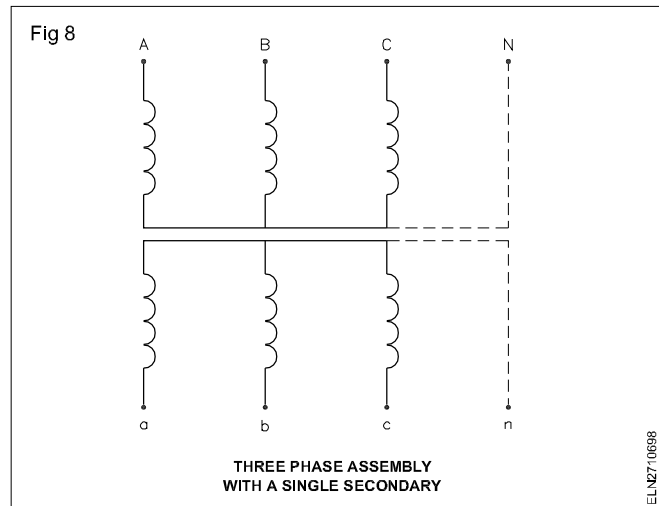 Fig 8
A B C N
a b c n
THREE PHASE ASSEMBLY
WITH A SINGLE SECONDARY
ELN2710698